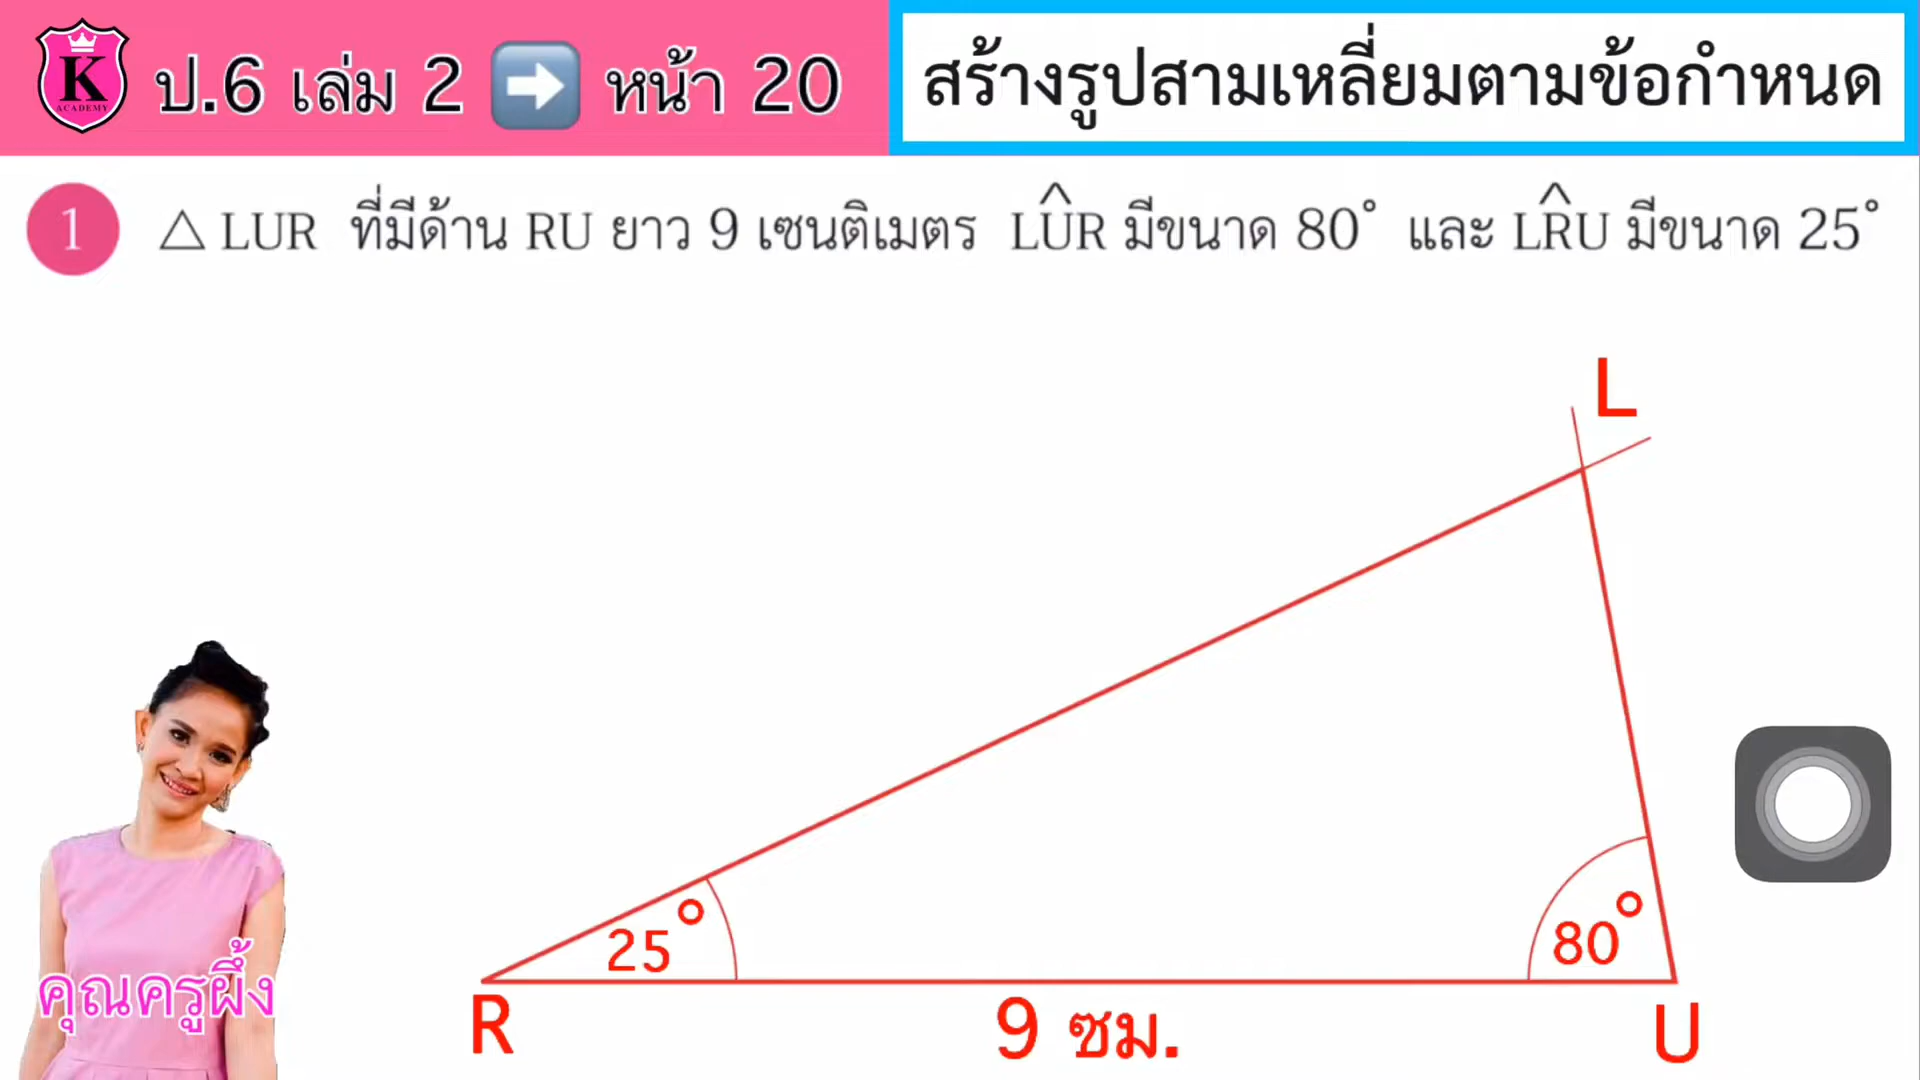 K
ACADEMY
ป.6 เล่ม 2 ➡ หน้า 20
สร้างรูปสามเหลี่ยมตามข้อกำหนด
1 △ LUR ที่มีด้าน RU ยาว 9 เซนติเมตร LÛR มีขนาด 80° และ LR̂U มีขนาด 25°
L
25°
80°
R
9 ซม.
U
คุณครูผึ้ง